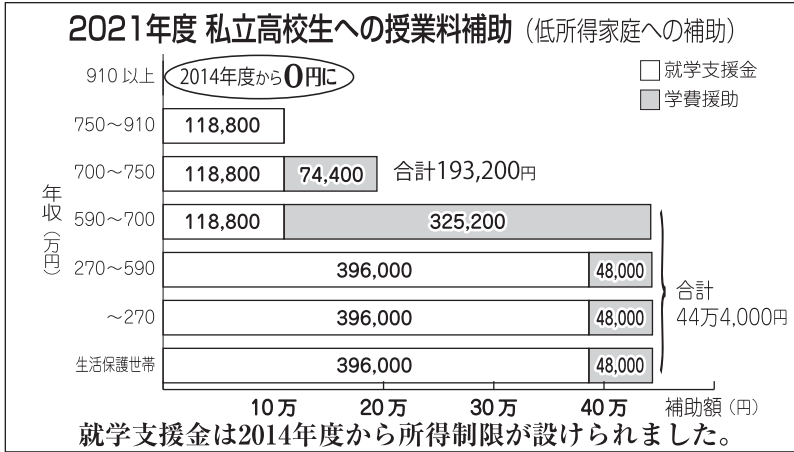 2021年度 私立高校生への授業料補助（低所得家庭への補助）
就学支援金
学費援助
年収（万円）
910以上 2014年度から0円に
750～910 118,800
700～750 118,800 74,400 合計193,200円
590～700 118,800 325,200
270～590 396,000 48,000
～270 396,000 48,000
生活保護世帯 396,000 48,000
合計
44万4,000円
10万 20万 30万 40万 補助額（円）
就学支援金は2014年度から所得制限が設けられました。